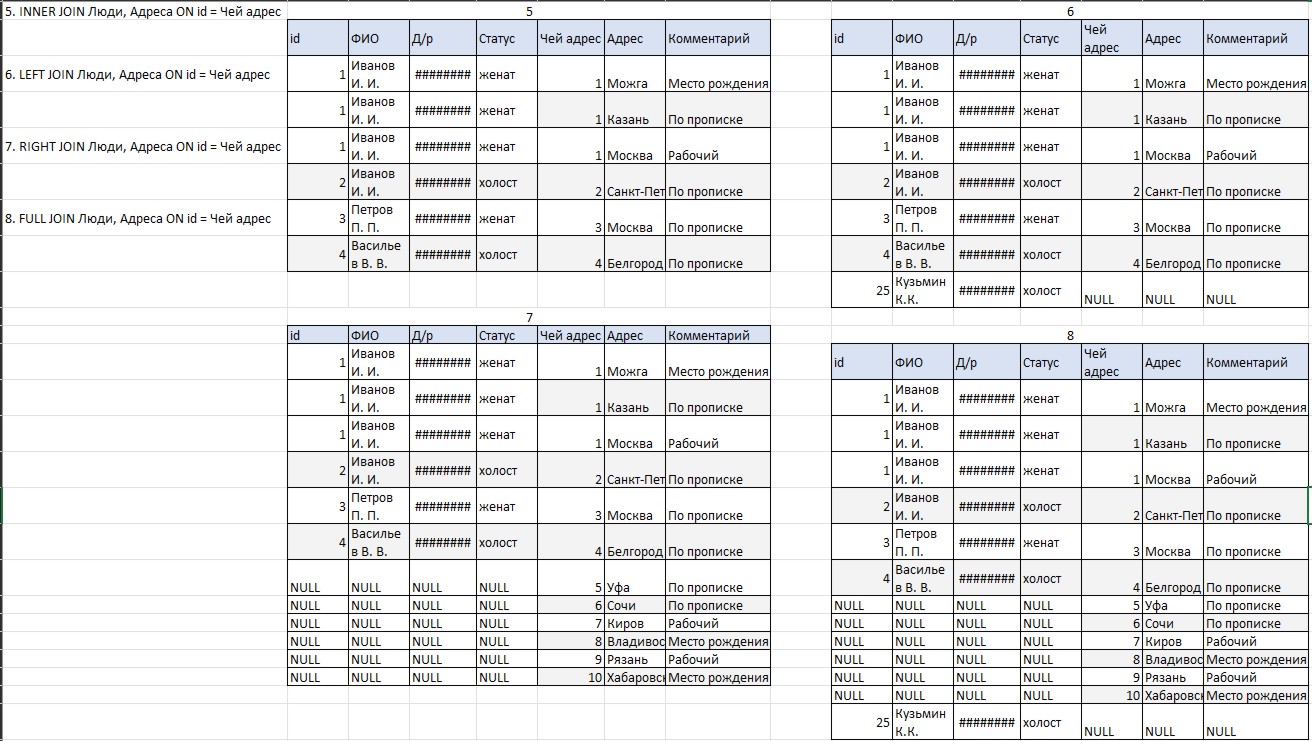 5. INNER JOIN Люди, Адреса ON id = Чей адрес
6. LEFT JOIN Люди, Адреса ON id = Чей адрес
7. RIGHT JOIN Люди, Адреса ON id = Чей адрес
8. FULL JOIN Люди, Адреса ON id = Чей адрес
5
id ФИО Д/р Статус Чей адрес Адрес Комментарий
1 Иванов И. И. ######## женат 1 Можга Место рождения
1 Иванов И. И. ######## женат 1 Казань По прописке
1 Иванов И. И. ######## женат 1 Москва Рабочий
2 Иванов И. И. ######## холост 2 Санкт-Пет По прописке
3 Петров П. П. ######## женат 3 Москва По прописке
4 Васильев В. В. ######## холост 4 Белгород По прописке
6
id ФИО Д/р Статус Чей адрес Адрес Комментарий
1 Иванов И. И. ######## женат 1 Можга Место рождения
1 Иванов И. И. ######## женат 1 Казань По прописке
1 Иванов И. И. ######## женат 1 Москва Рабочий
2 Иванов И. И. ######## холост 2 Санкт-Пет По прописке
3 Петров П. П. ######## женат 3 Москва По прописке
4 Васильев В. В. ######## холост 4 Белгород По прописке
25 Кузьмин К.К. ######## холост NULL NULL NULL
7
id ФИО Д/р Статус Чей адрес Адрес Комментарий
1 Иванов И. И. ######## женат 1 Можга Место рождения
1 Иванов И. И. ######## женат 1 Казань По прописке
1 Иванов И. И. ######## женат 1 Москва Рабочий
2 Иванов И. И. ######## холост 2 Санкт-Пет По прописке
3 Петров П. П. ######## женат 3 Москва По прописке
4 Васильев В. В. ######## холост 4 Белгород По прописке
NULL NULL NULL NULL 5 Уфа По прописке
NULL NULL NULL NULL 6 Сочи По прописке
NULL NULL NULL NULL 7 Киров Рабочий
NULL NULL NULL NULL 8 Владивос Место рождения
NULL NULL NULL NULL 9 Рязань Рабочий
NULL NULL NULL NULL 10 Хабаровск Место рождения
8
id ФИО Д/р Статус Чей адрес Адрес Комментарий
1 Иванов И. И. ######## женат 1 Можга Место рождения
1 Иванов И. И. ######## женат 1 Казань По прописке
1 Иванов И. И. ######## женат 1 Москва Рабочий
2 Иванов И. И. ######## холост 2 Санкт-Пет По прописке
3 Петров П. П. ######## женат 3 Москва По прописке
4 Васильев В. В. ######## холост 4 Белгород По прописке
NULL NULL NULL NULL 5 Уфа По прописке
NULL NULL NULL NULL 6 Сочи По прописке
NULL NULL NULL NULL 7 Киров Рабочий
NULL NULL NULL NULL 8 Владивос Место рождения
NULL NULL NULL NULL 9 Рязань Рабочий
NULL NULL NULL NULL 10 Хабаровск Место рождения
25 Кузьмин К.К. ######## холост NULL NULL NULL